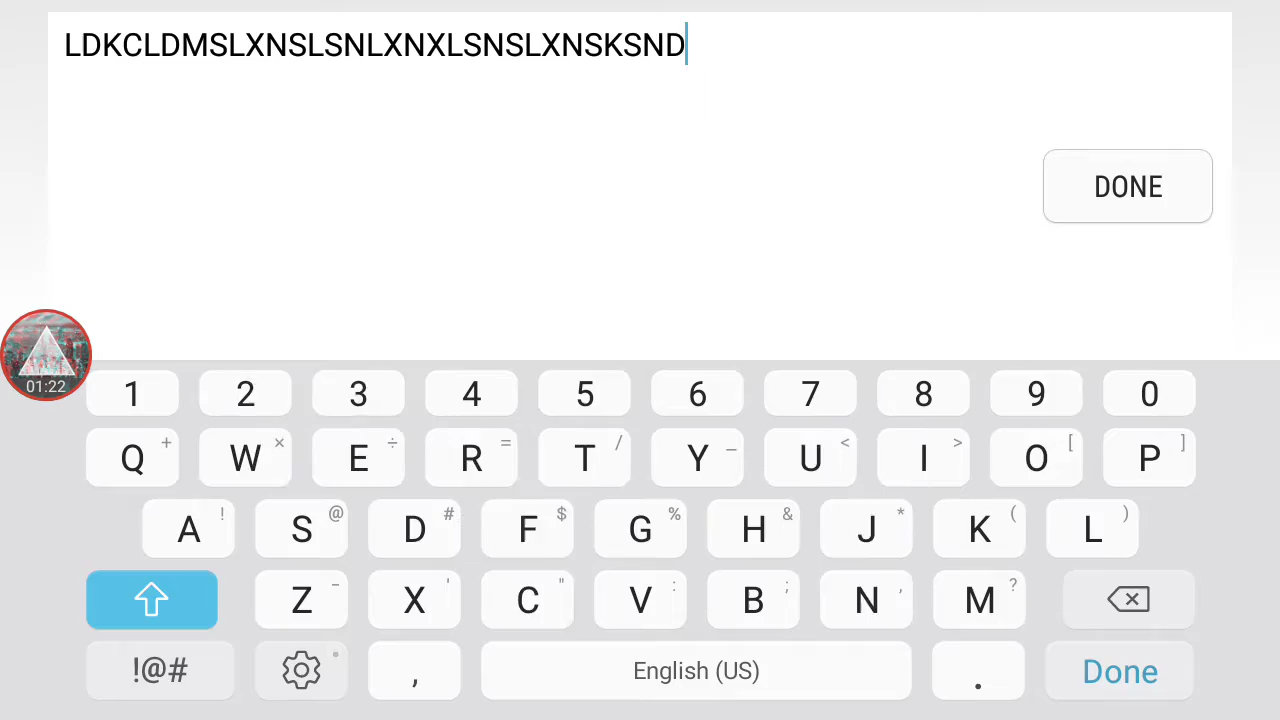 LDKCLDMSLXNSLSNLXNXLSNSLXNSKSND
DONE
01:22
1 2 3 4 5 6 7 8 9 0
Q + W × E ÷ R = T / Y _ U < I > O [ P ]
A ! S @ D # F $ G % H & J * K ( L )
Z - X ' C " V : B ; N , M ?
!@# , English (US) . Done